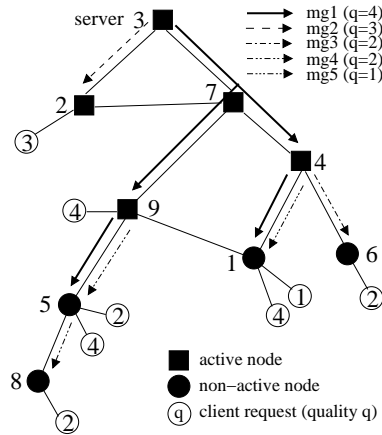 server 3
mg1 (q=4)
mg2 (q=3)
mg3 (q=2)
mg4 (q=2)
mg5 (q=1)
2
7
3
4
4
9
1
6
5
2
4
1
4
2
8
2
active node
non−active node
q client request (quality q)